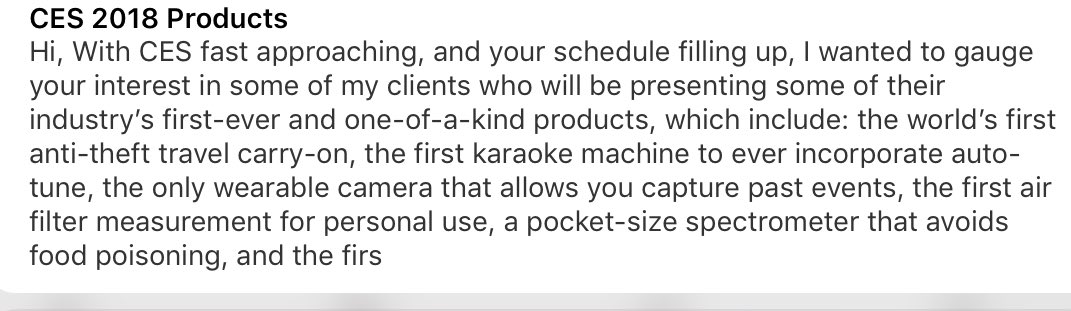 CES 2018 Products
Hi, With CES fast approaching, and your schedule filling up, I wanted to gauge
your interest in some of my clients who will be presenting some of their
industry’s first-ever and one-of-a-kind products, which include: the world’s first
anti-theft travel carry-on, the first karaoke machine to ever incorporate auto-
tune, the only wearable camera that allows you capture past events, the first air
filter measurement for personal use, a pocket-size spectrometer that avoids
food poisoning, and the firs